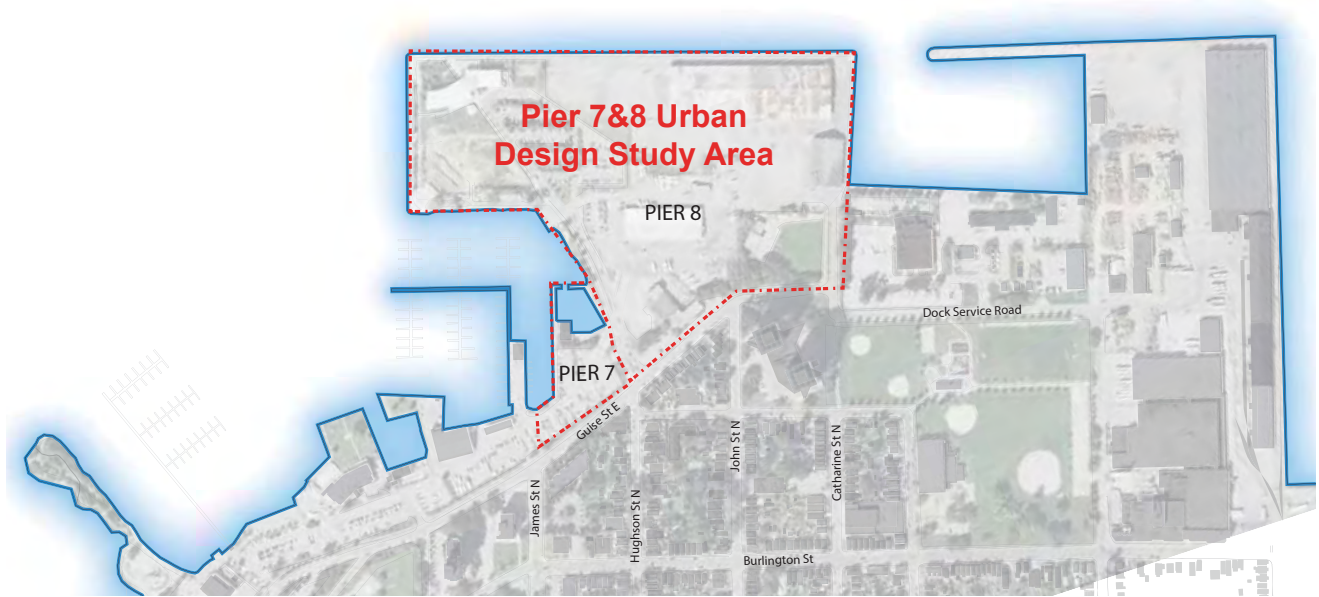 Pier 7&8 Urban
Design Study Area
PIER 8
Dock Service Road
PIER 7
Guise St E
John St N
Catharine St N
James St N
Hughson St N
Burlington St